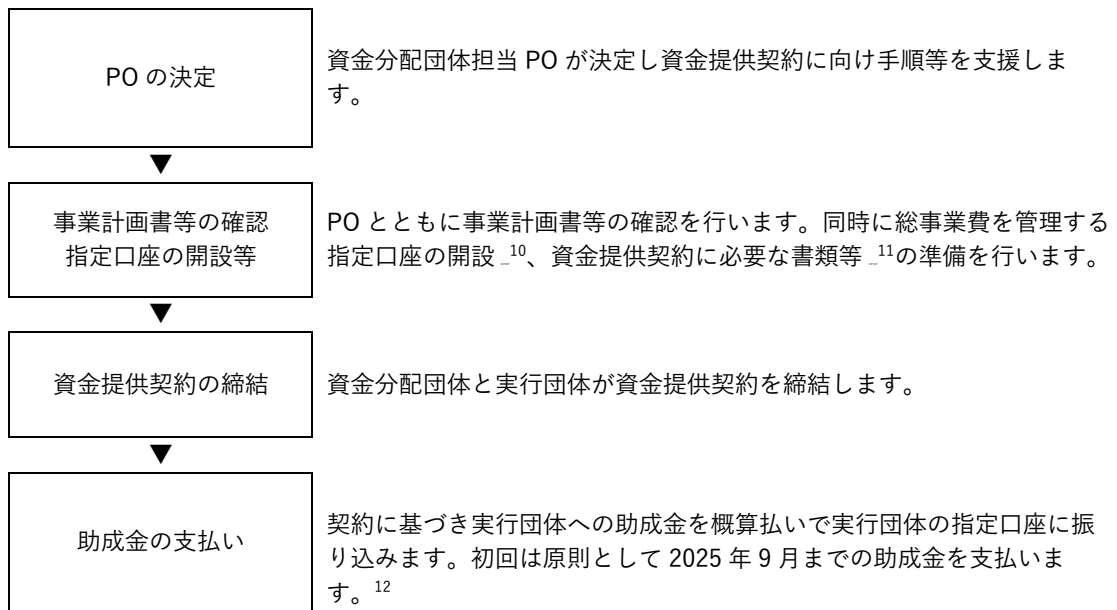 PO の決定
資金分配団体担当 PO が決定し資金提供契約に向け手順等を支援しま
す。
▼
事業計画書等の確認
指定口座の開設等
PO とともに事業計画書等の確認を行います。同時に総事業費を管理する
指定口座の開設 10、資金提供契約に必要な書類等 11の準備を行います。
▼
資金提供契約の締結
資金分配団体と実行団体が資金提供契約を締結します。
▼
助成金の支払い
契約に基づき実行団体への助成金を概算払いで実行団体の指定口座に振
り込みます。初回は原則として 2025 年 9 月までの助成金を支払いま
す。12